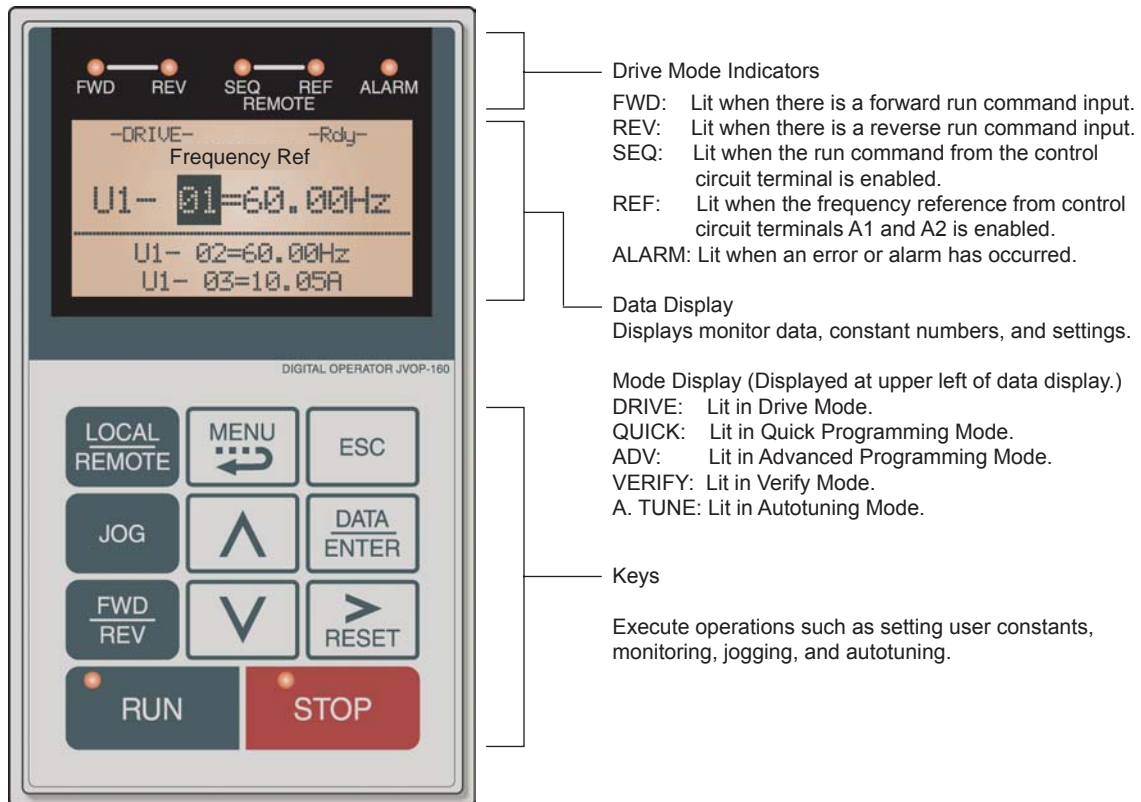 FWD REV SEQ REF ALARM
REMOTE
-DRIVE- -Rdy-
Frequency Ref
U1- 01=60.00Hz
U1- 02=60.00Hz
U1- 03=10.05A
DIGITAL OPERATOR JVOP-160
LOCAL
REMOTE
MENU
ESC
JOG
Λ
DATA
ENTER
FWD
REV
V
>
RESET
RUN
STOP
Drive Mode Indicators
FWD: Lit when there is a forward run command input.
REV: Lit when there is a reverse run command input.
SEQ: Lit when the run command from the control
circuit terminal is enabled.
REF: Lit when the frequency reference from control
circuit terminals A1 and A2 is enabled.
ALARM: Lit when an error or alarm has occurred.
Data Display
Displays monitor data, constant numbers, and settings.
Mode Display (Displayed at upper left of data display.)
DRIVE: Lit in Drive Mode.
QUICK: Lit in Quick Programming Mode.
ADV: Lit in Advanced Programming Mode.
VERIFY: Lit in Verify Mode.
A. TUNE: Lit in Autotuning Mode.
Keys
Execute operations such as setting user constants,
monitoring, jogging, and autotuning.